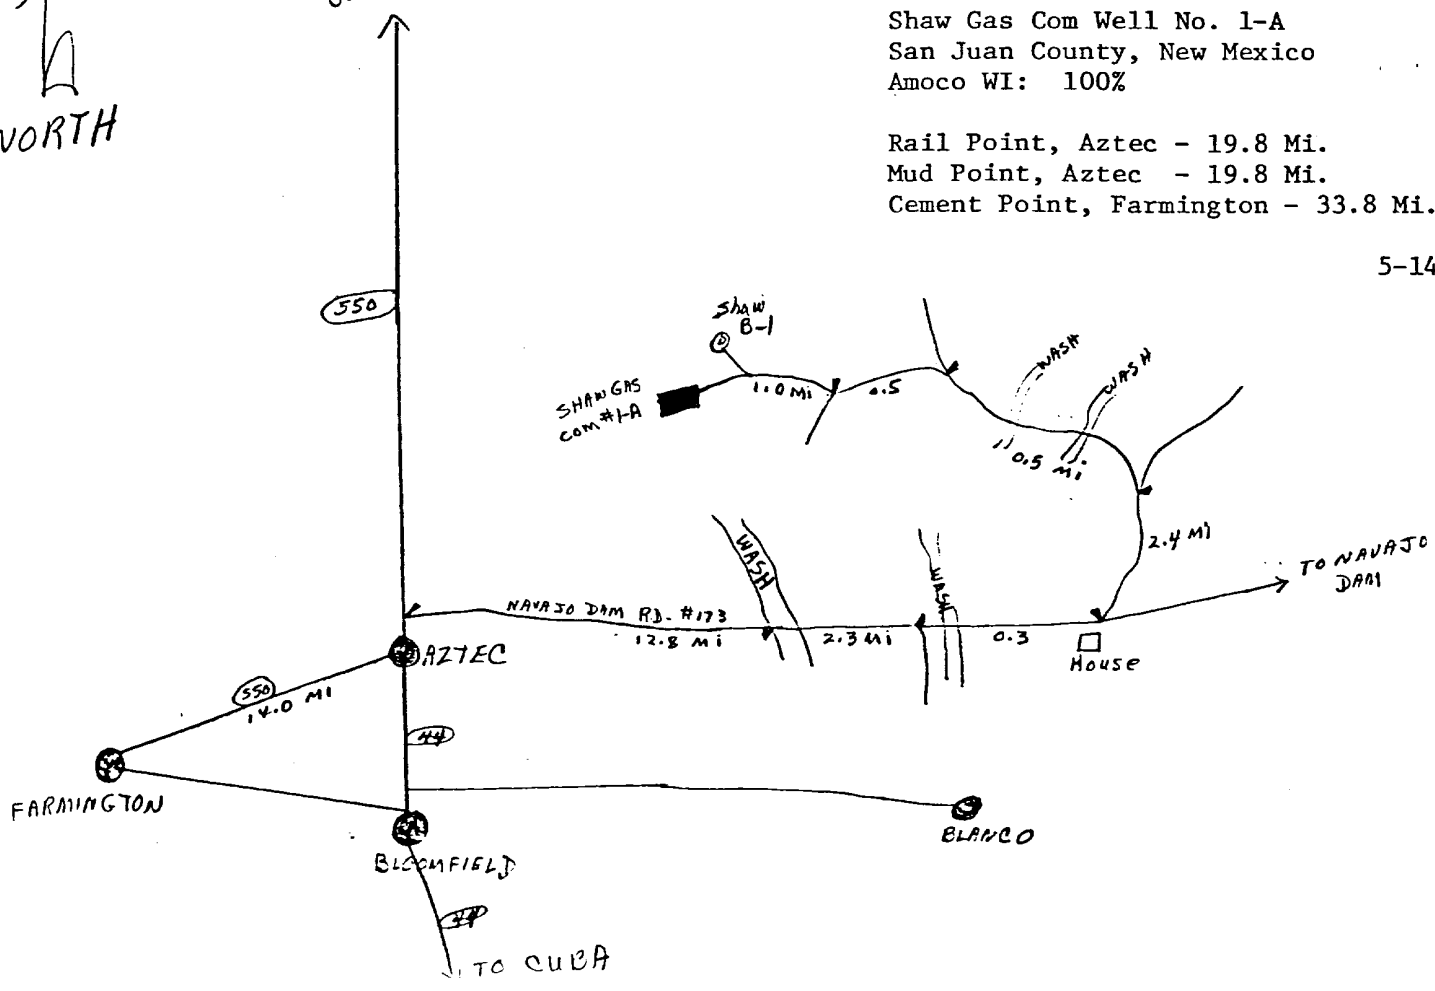 Shaw Gas Com Well No. 1-A
San Juan County, New Mexico
Amoco WI: 100%
NORTH
Rail Point, Aztec - 19.8 Mi.
Mud Point, Aztec - 19.8 Mi.
Cement Point, Farmington - 33.8 Mi.
5-14
550
Shaw
B-1
WASH
WASH
SHAW GAS
com #1-A
1.0 Mi
0.5
0.5 Mi
2.4 Mi
TO NAVAJO
DAM
WASH
WASH
NAVAJO DAM RD. #173
12.8 Mi
2.3 Mi
0.3
House
AZTEC
550
14.0 MI
44
FARMINGTON
BLANCO
BLOOMFIELD
44
TO CUBA